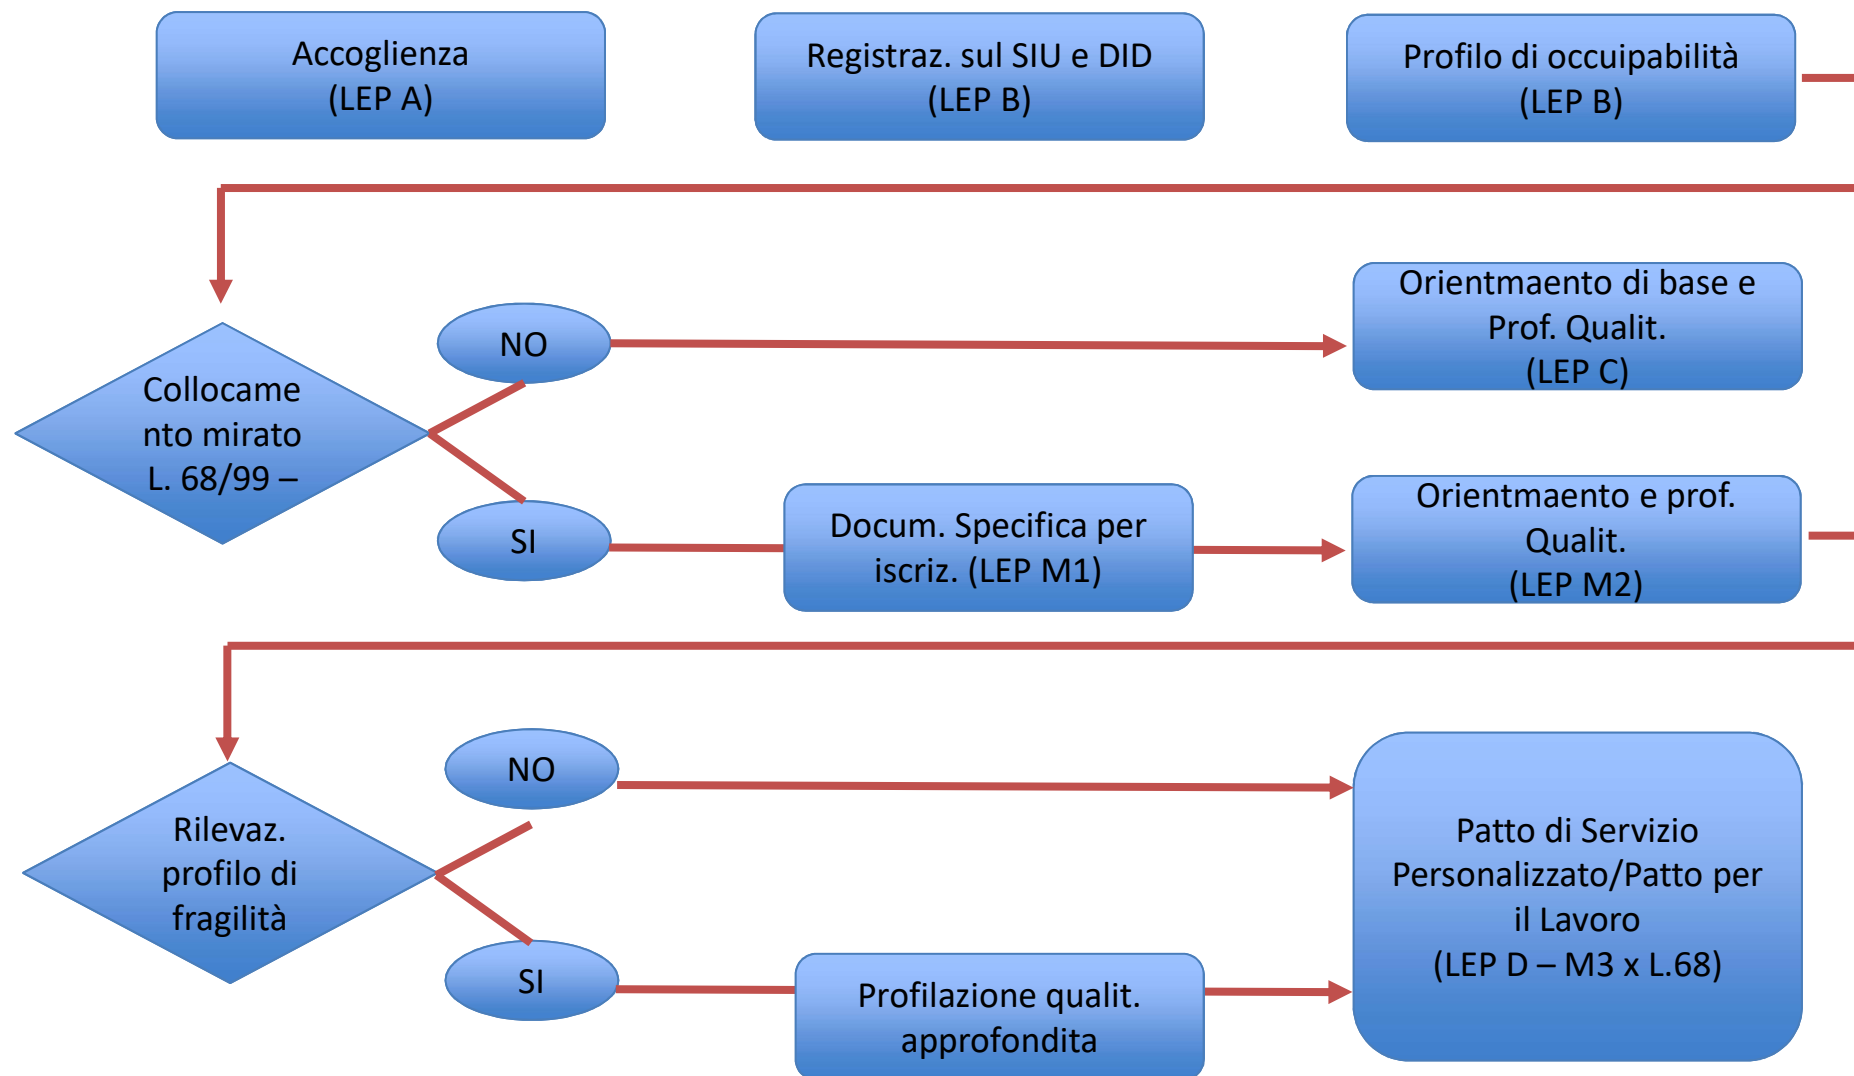 Accoglienza
(LEP A)
Registraz. sul SIU e DID
(LEP B)
Profilo di occuipabilità
(LEP B)
Collocame
nto mirato
L. 68/99 –
NO
Orientmaento di base e
Prof. Qualit.
(LEP C)
SI
Docum. Specifica per
iscriz. (LEP M1)
Orientmaento e prof.
Qualit.
(LEP M2)
Rilevaz.
profilo di
fragilità
NO
Patto di Servizio
Personalizzato/Patto per
il Lavoro
(LEP D – M3 x L.68)
SI
Profilazione qualit.
approfondita